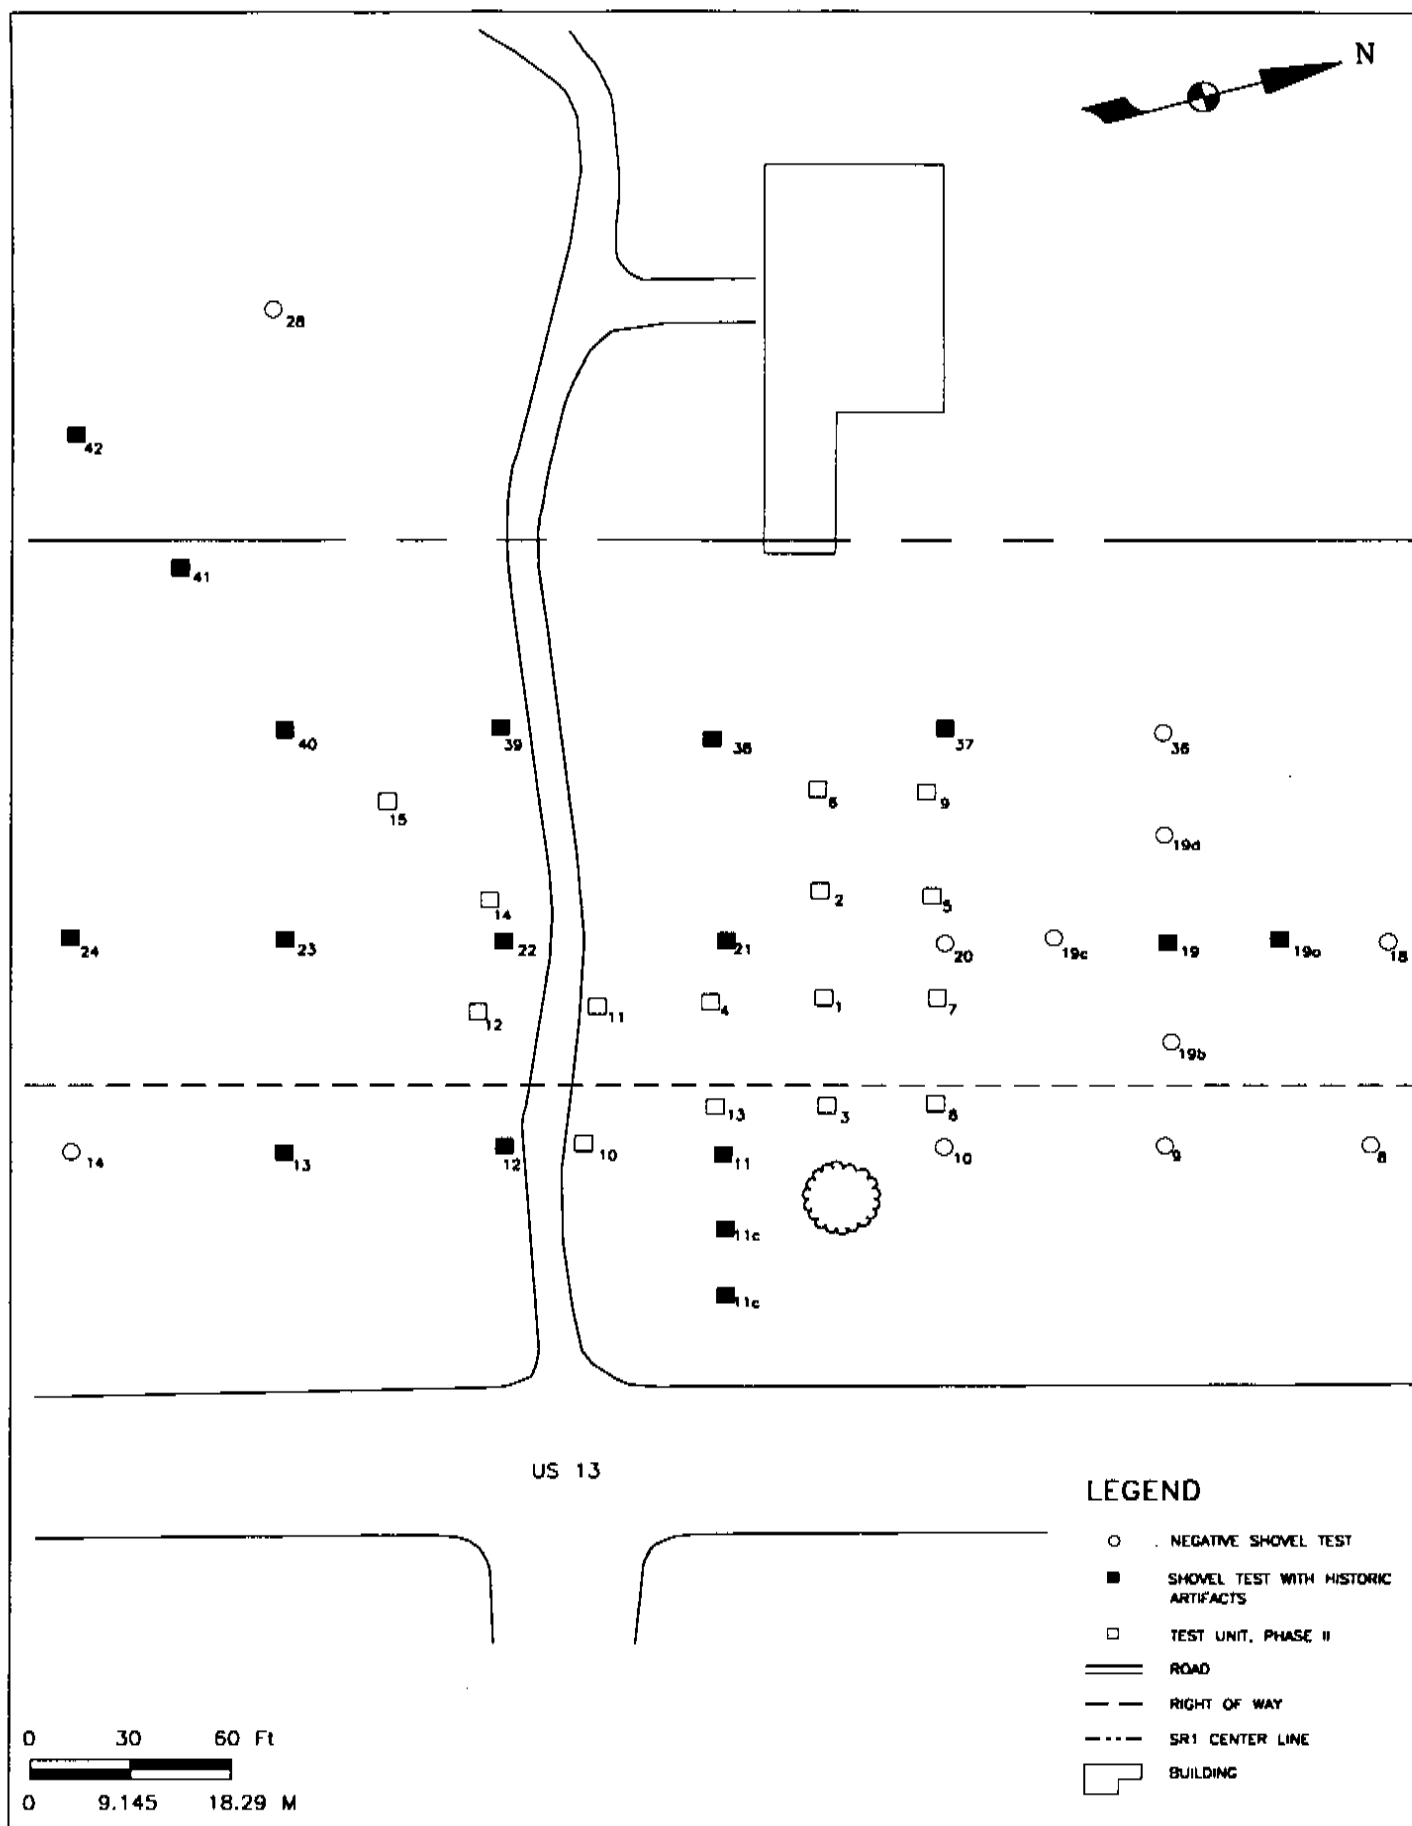 N
28
42
41
40
39
38
37
36
6
9
15
19d
2
5
14
24
23
22
21
20
19c
19
19a
18
12
11
4
1
7
19b
13
3
8
14
13
12
10
11
10
9
8
11c
11c
US 13
LEGEND
NEGATIVE SHOVEL TEST
SHOVEL TEST WITH HISTORIC
ARTIFACTS
TEST UNIT, PHASE II
ROAD
RIGHT OF WAY
SR1 CENTER LINE
BUILDING
0 30 60 Ft
0 9.145 18.29 M